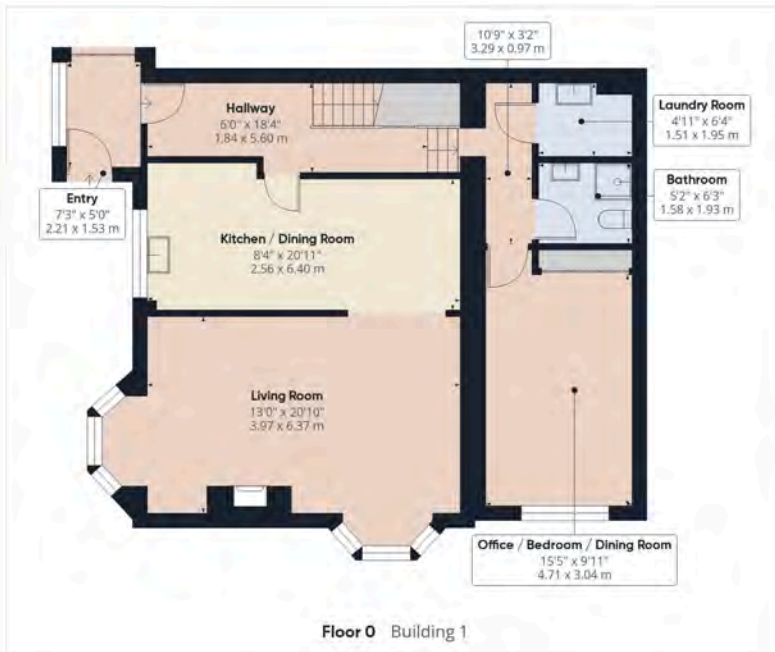 10'9" x 3'2"
3.29 x 0.97 m
Hallway
6'0" x 18'4"
1.84 x 5.60 m
Laundry Room
4'11" x 6'4"
1.51 x 1.95 m
Bathroom
5'2" x 6'3"
1.58 x 1.93 m
Entry
7'3" x 5'0"
2.21 x 1.53 m
Kitchen / Dining Room
8'4" x 20'11"
2.56 x 6.40 m
Living Room
13'0" x 20'10"
3.97 x 6.37 m
Office / Bedroom / Dining Room
15'5" x 9'11"
4.71 x 3.04 m
Floor 0 Building 1